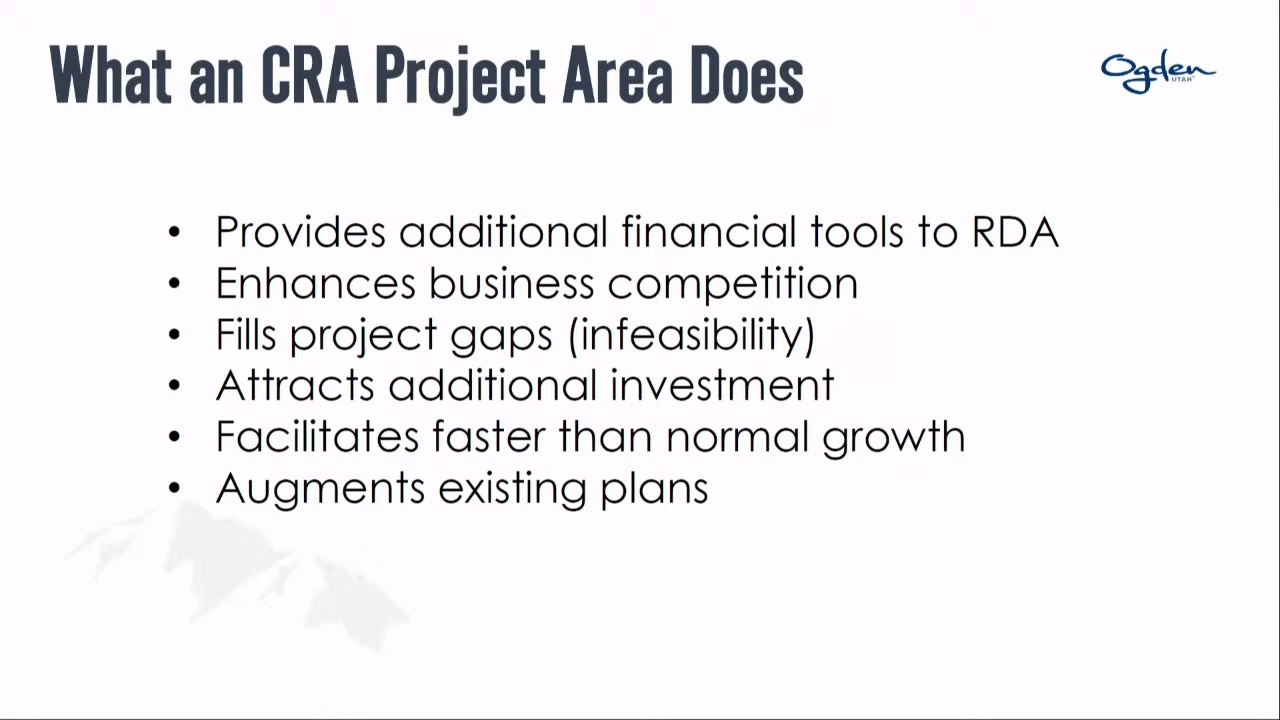 What an CRA Project Area Does
Ogden
UTAH
• Provides additional financial tools to RDA
• Enhances business competition
• Fills project gaps (infeasibility)
• Attracts additional investment
• Facilitates faster than normal growth
• Augments existing plans